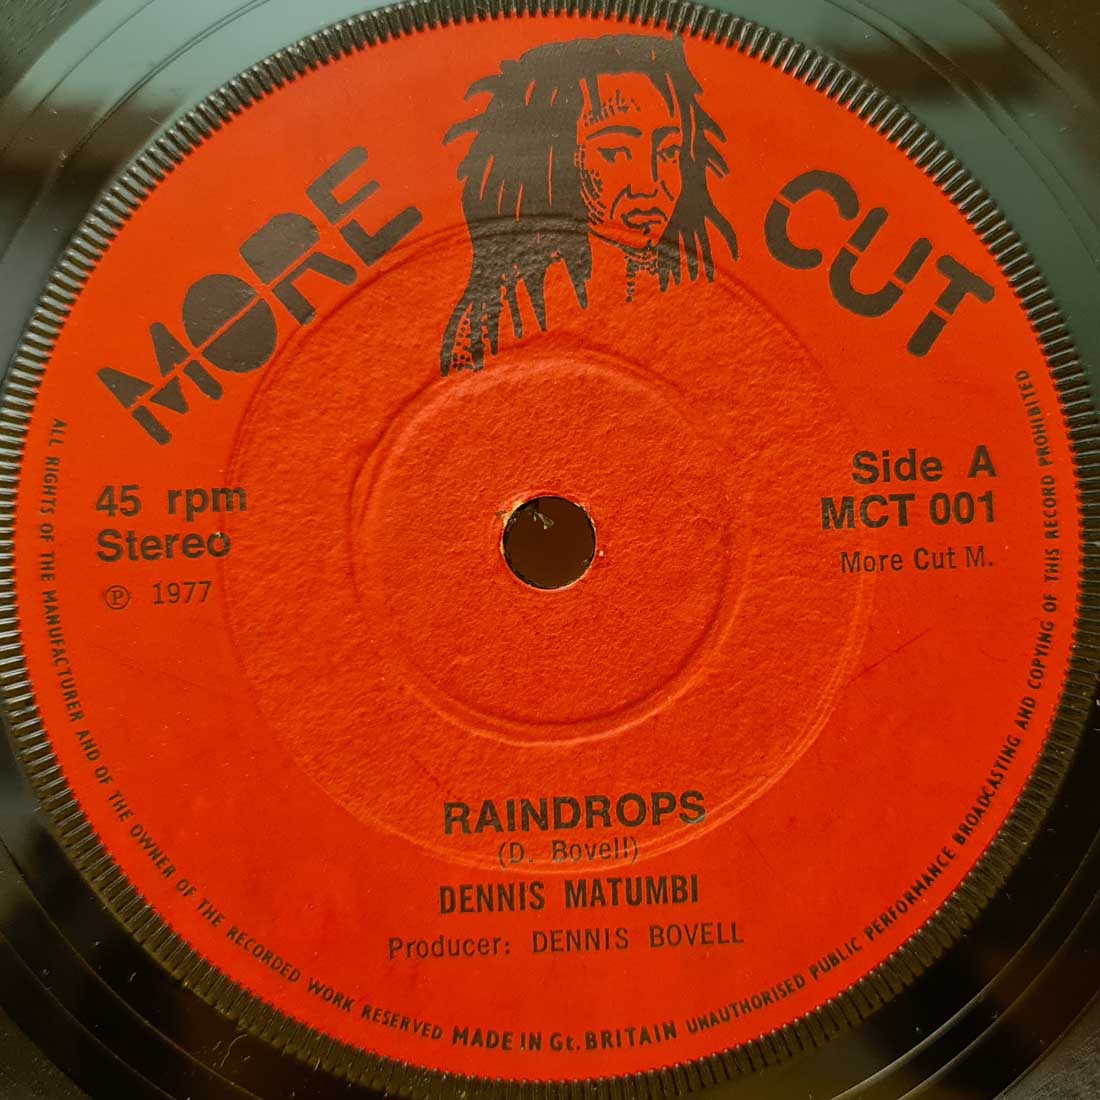 MORE CUT
45 rpm
Stereo
℗ 1977
Side A
MCT 001
More Cut M.
RAINDROPS
(D. Bovell)
DENNIS MATUMBI
Producer: DENNIS BOVELL
ALL RIGHTS OF THE MANUFACTURER AND OF THE OWNER OF THE RECORDED WORK RESERVED MADE IN Gt. BRITAIN UNAUTHORISED PUBLIC PERFORMANCE BROADCASTING AND COPYING OF THIS RECORD PROHIBITED